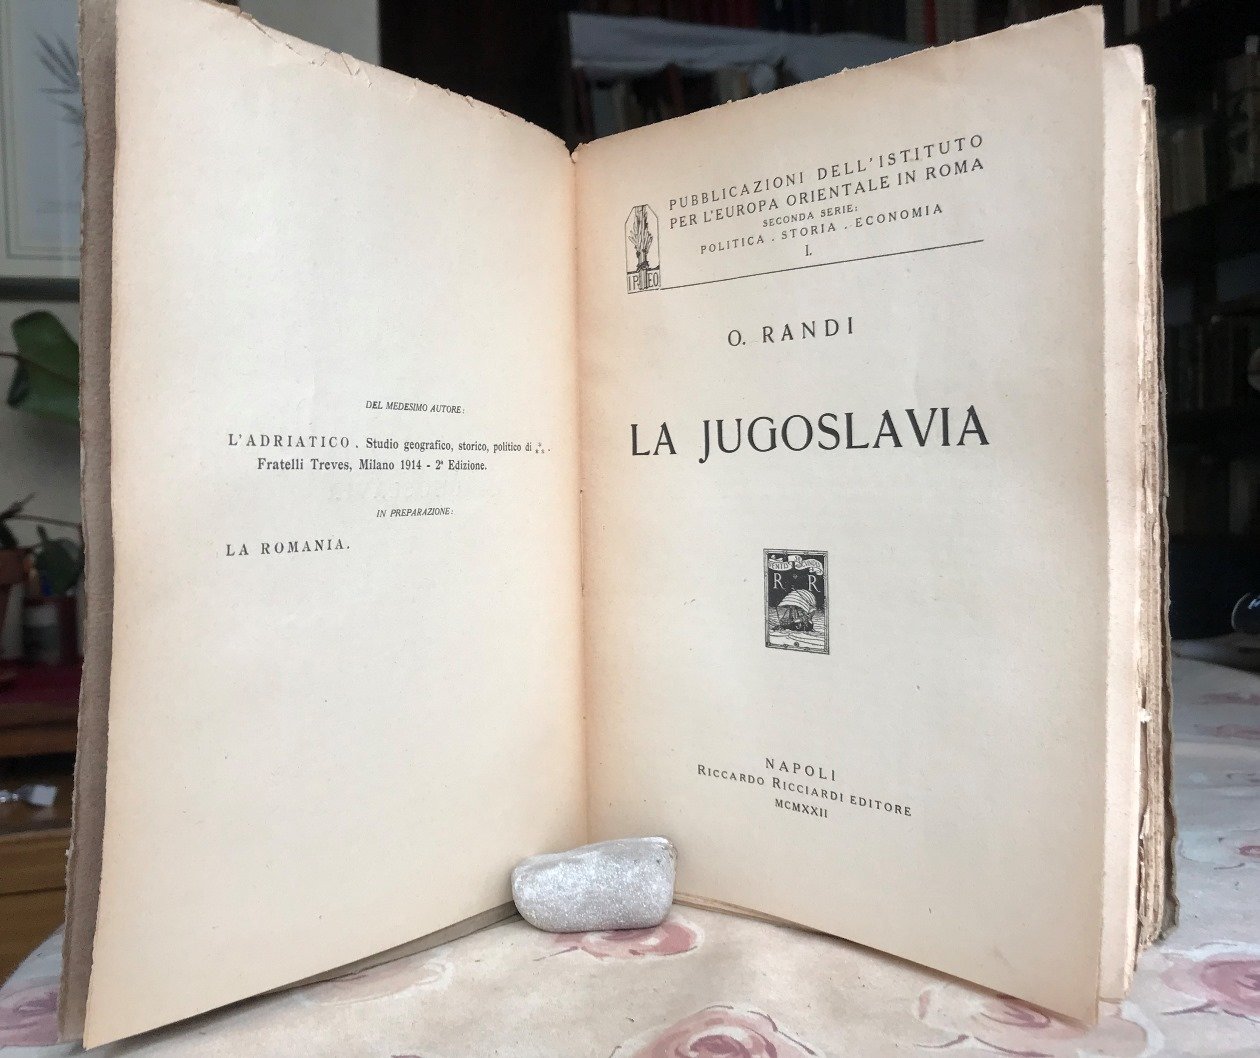 DEL MEDESIMO AUTORE:
L'ADRIATICO. Studio geografico, storico, politico di ⁂.
Fratelli Treves, Milano 1914 - 2ª Edizione.
IN PREPARAZIONE:
LA ROMANIA.
PUBBLICAZIONI DELL'ISTITUTO
PER L'EUROPA ORIENTALE IN ROMA
SECONDA SERIE:
POLITICA . STORIA . ECONOMIA
I.
IPEO
O. RANDI
LA JUGOSLAVIA
R R
NAPOLI
RICCARDO RICCIARDI EDITORE
MCMXXII